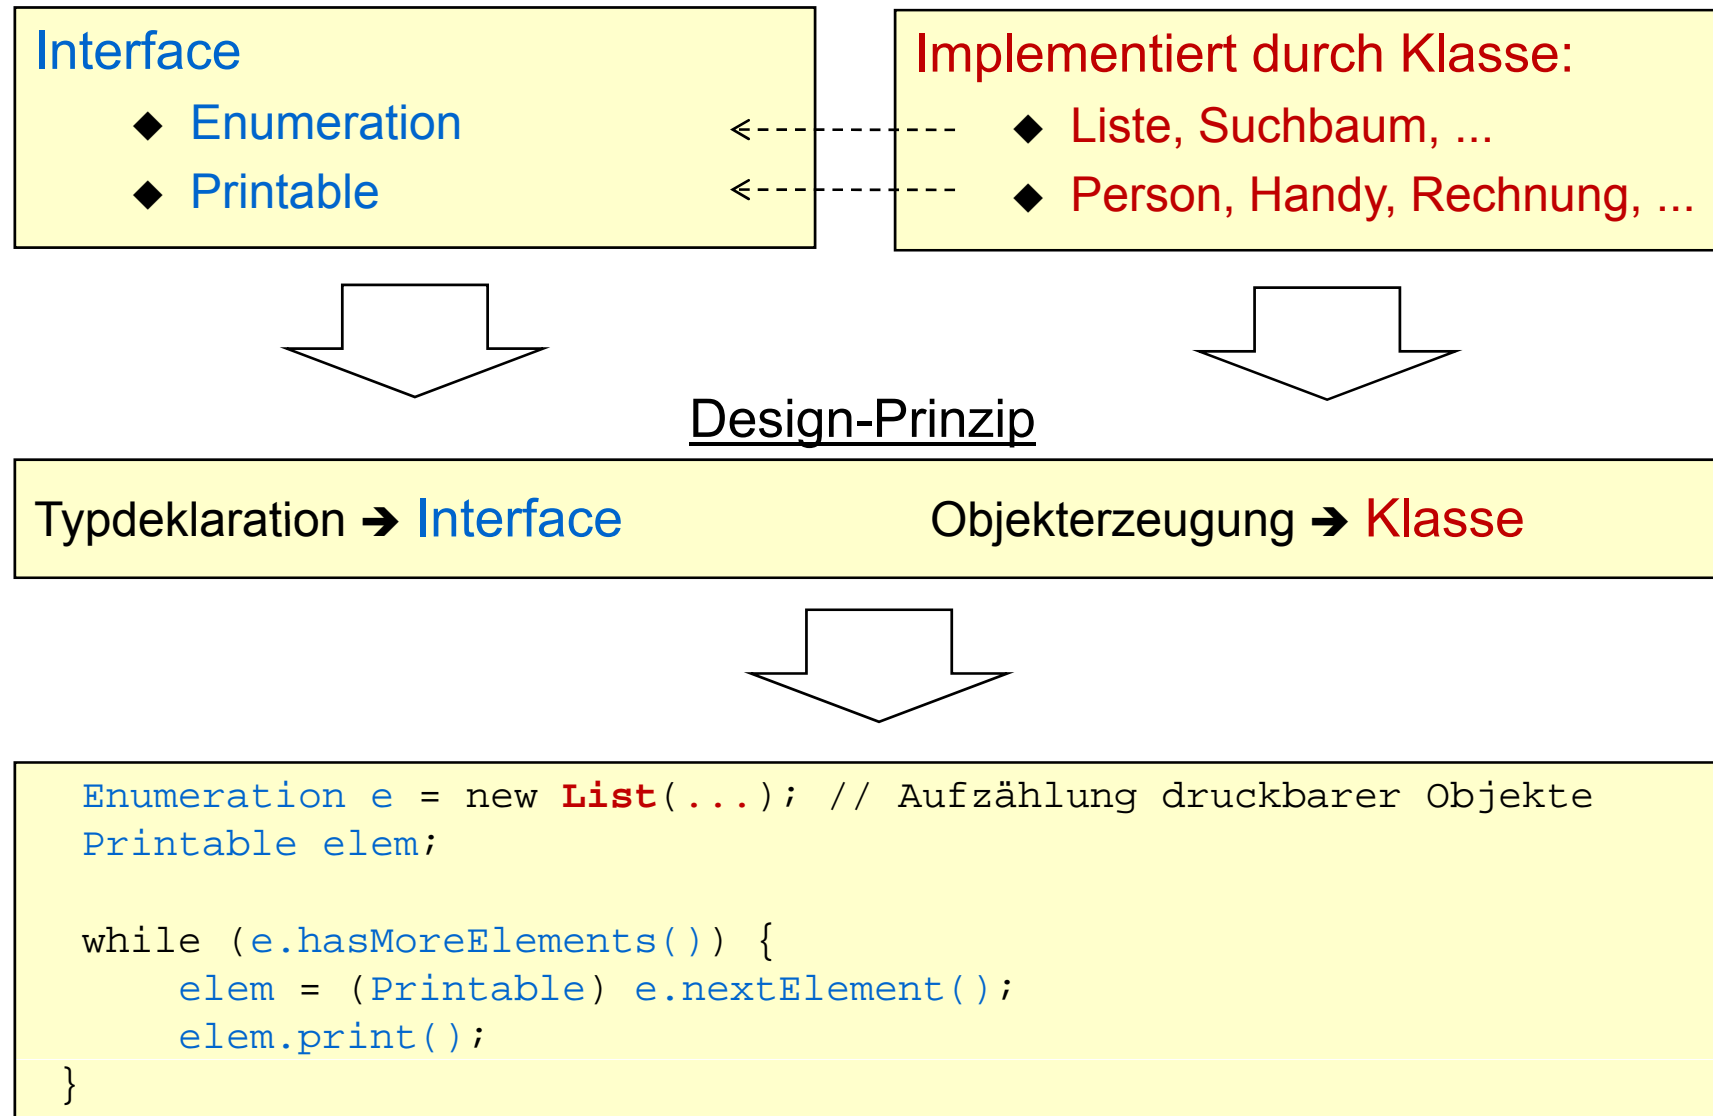 Interface
◆ Enumeration
◆ Printable
Implementiert durch Klasse:
◆ Liste, Suchbaum, ...
◆ Person, Handy, Rechnung, ...
Design-Prinzip
Typdeklaration ➔ Interface
Objekterzeugung ➔ Klasse
Enumeration e = new List(...); // Aufzählung druckbarer Objekte
Printable elem;
while (e.hasMoreElements()) {
elem = (Printable) e.nextElement();
elem.print();
}